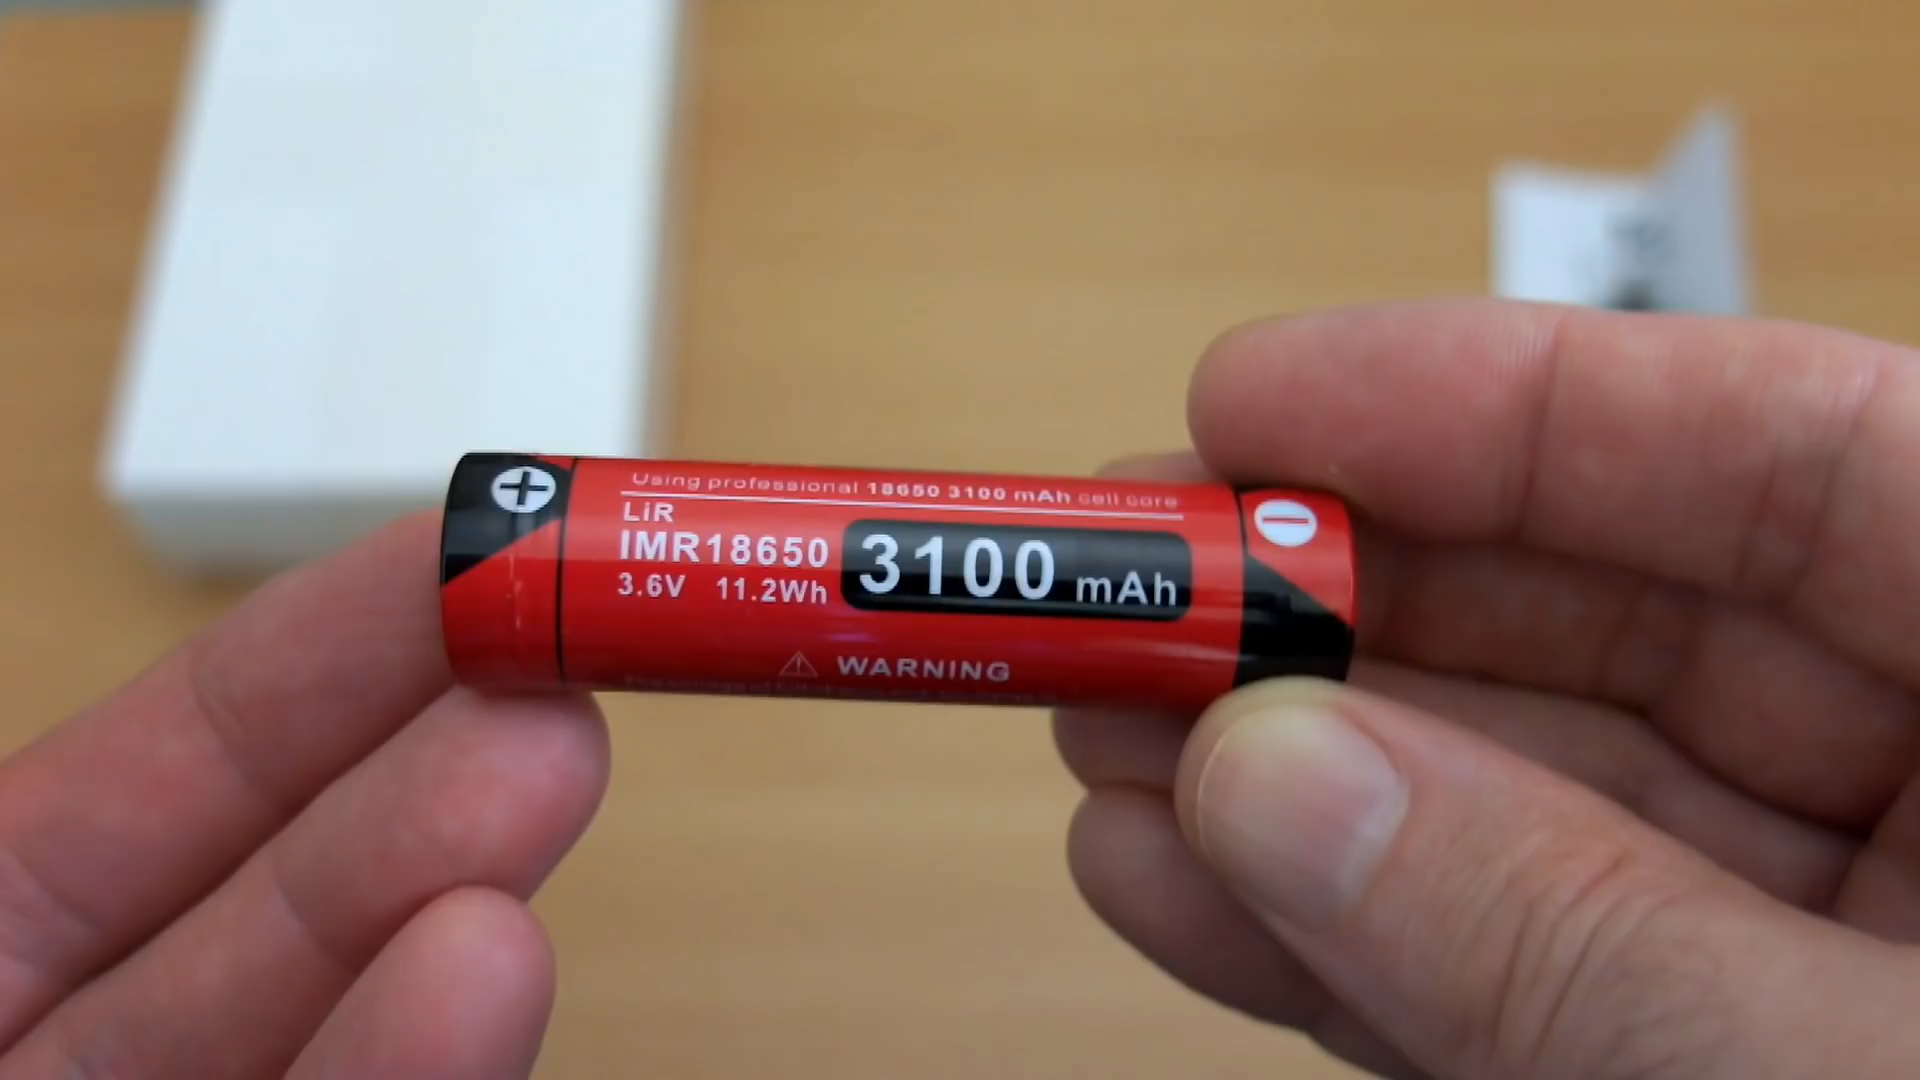 Using professional 18650 3100 mAh cell core
LiR
IMR18650
3.6V 11.2Wh
3100 mAh
WARNING